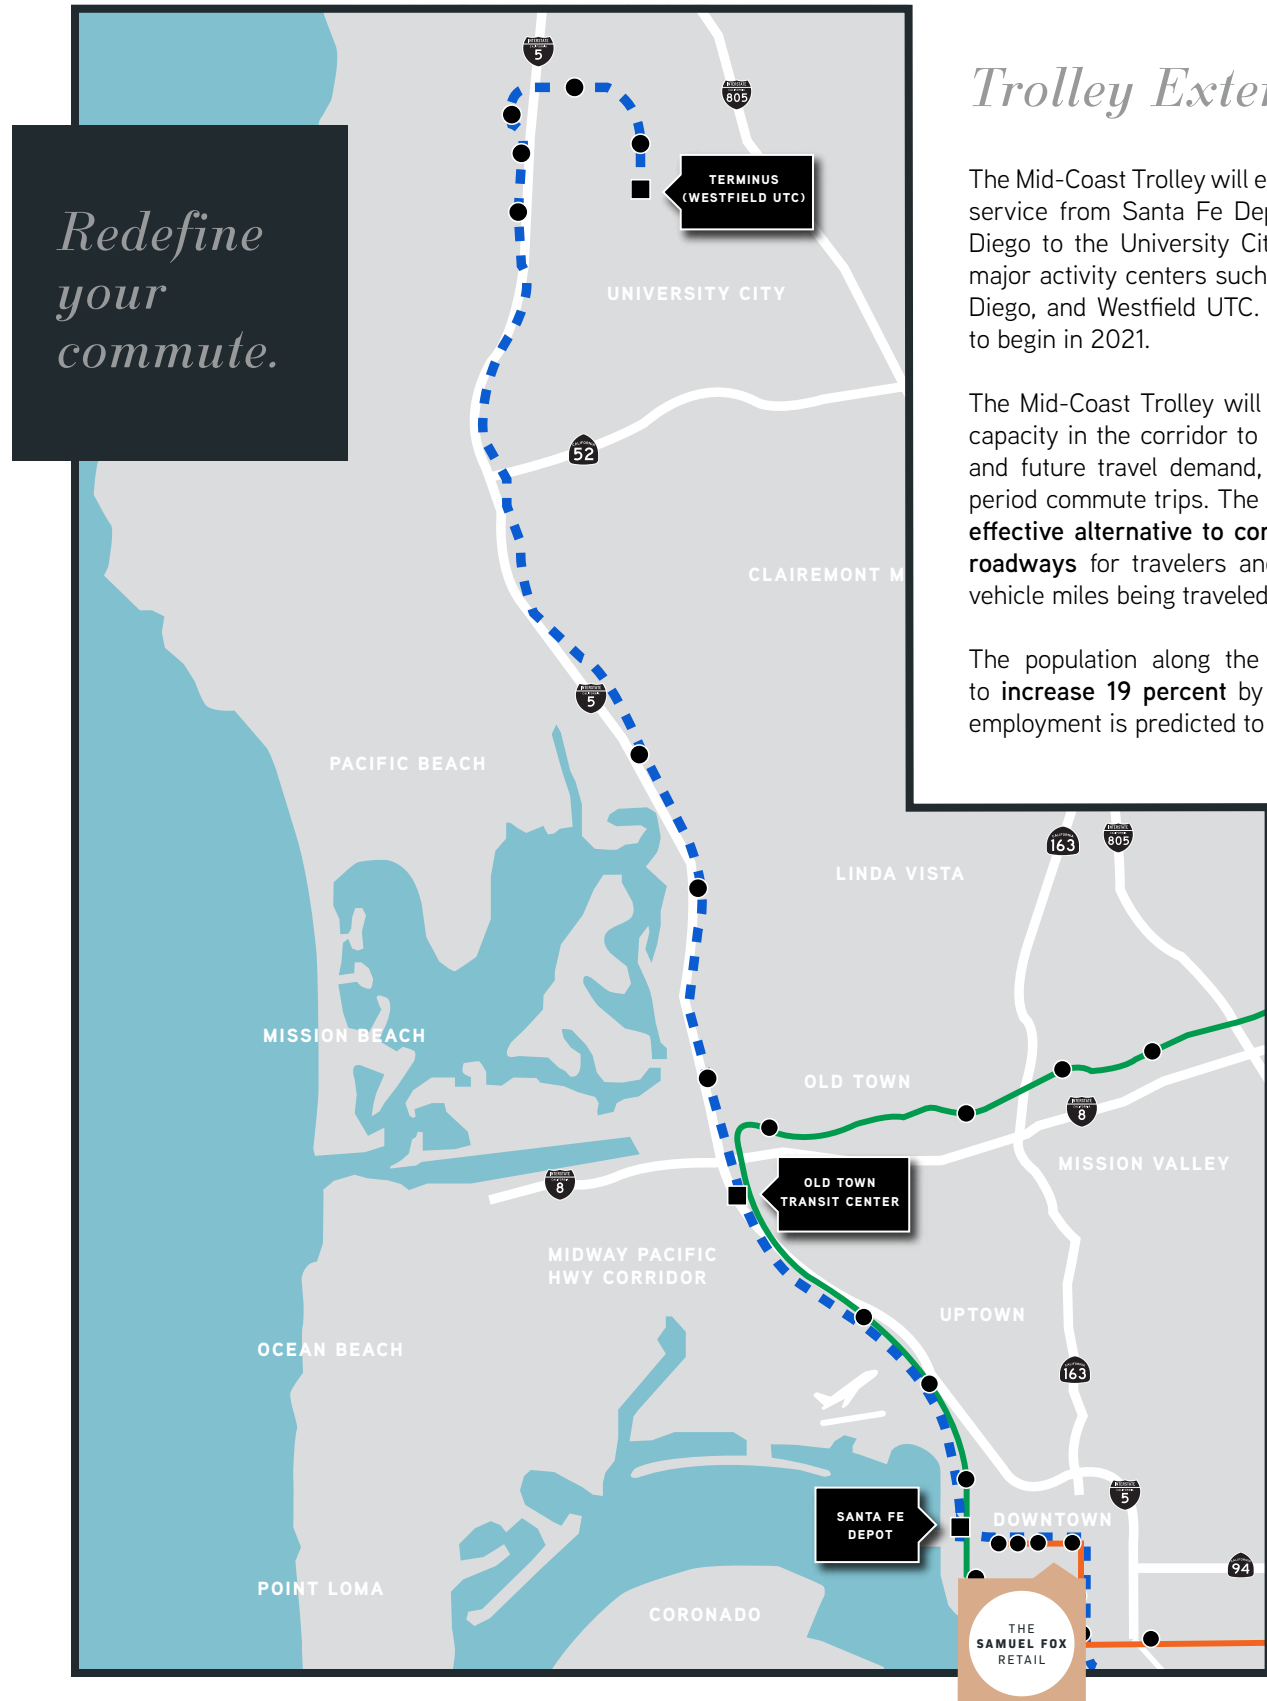 Redefine
your
commute.
Trolley Exter
The Mid-Coast Trolley will e
service from Santa Fe Dep
Diego to the University Cit
major activity centers such
Diego, and Westfield UTC.
to begin in 2021.
The Mid-Coast Trolley will
capacity in the corridor to
and future travel demand,
period commute trips. The
effective alternative to cor
roadways for travelers and
vehicle miles being traveled
The population along the
to increase 19 percent by
employment is predicted to
INTERSTATE
5
805
TERMINUS
(WESTFIELD UTC)
UNIVERSITY CITY
CALIFORNIA
52
CLAIREMONT M
INTERSTATE
5
PACIFIC BEACH
163
805
LINDA VISTA
MISSION BEACH
OLD TOWN
8
MISSION VALLEY
8
OLD TOWN
TRANSIT CENTER
MIDWAY PACIFIC
HWY CORRIDOR
UPTOWN
OCEAN BEACH
163
5
SANTA FE
DEPOT
DOWNTOWN
94
POINT LOMA
CORONADO
THE
SAMUEL FOX
RETAIL